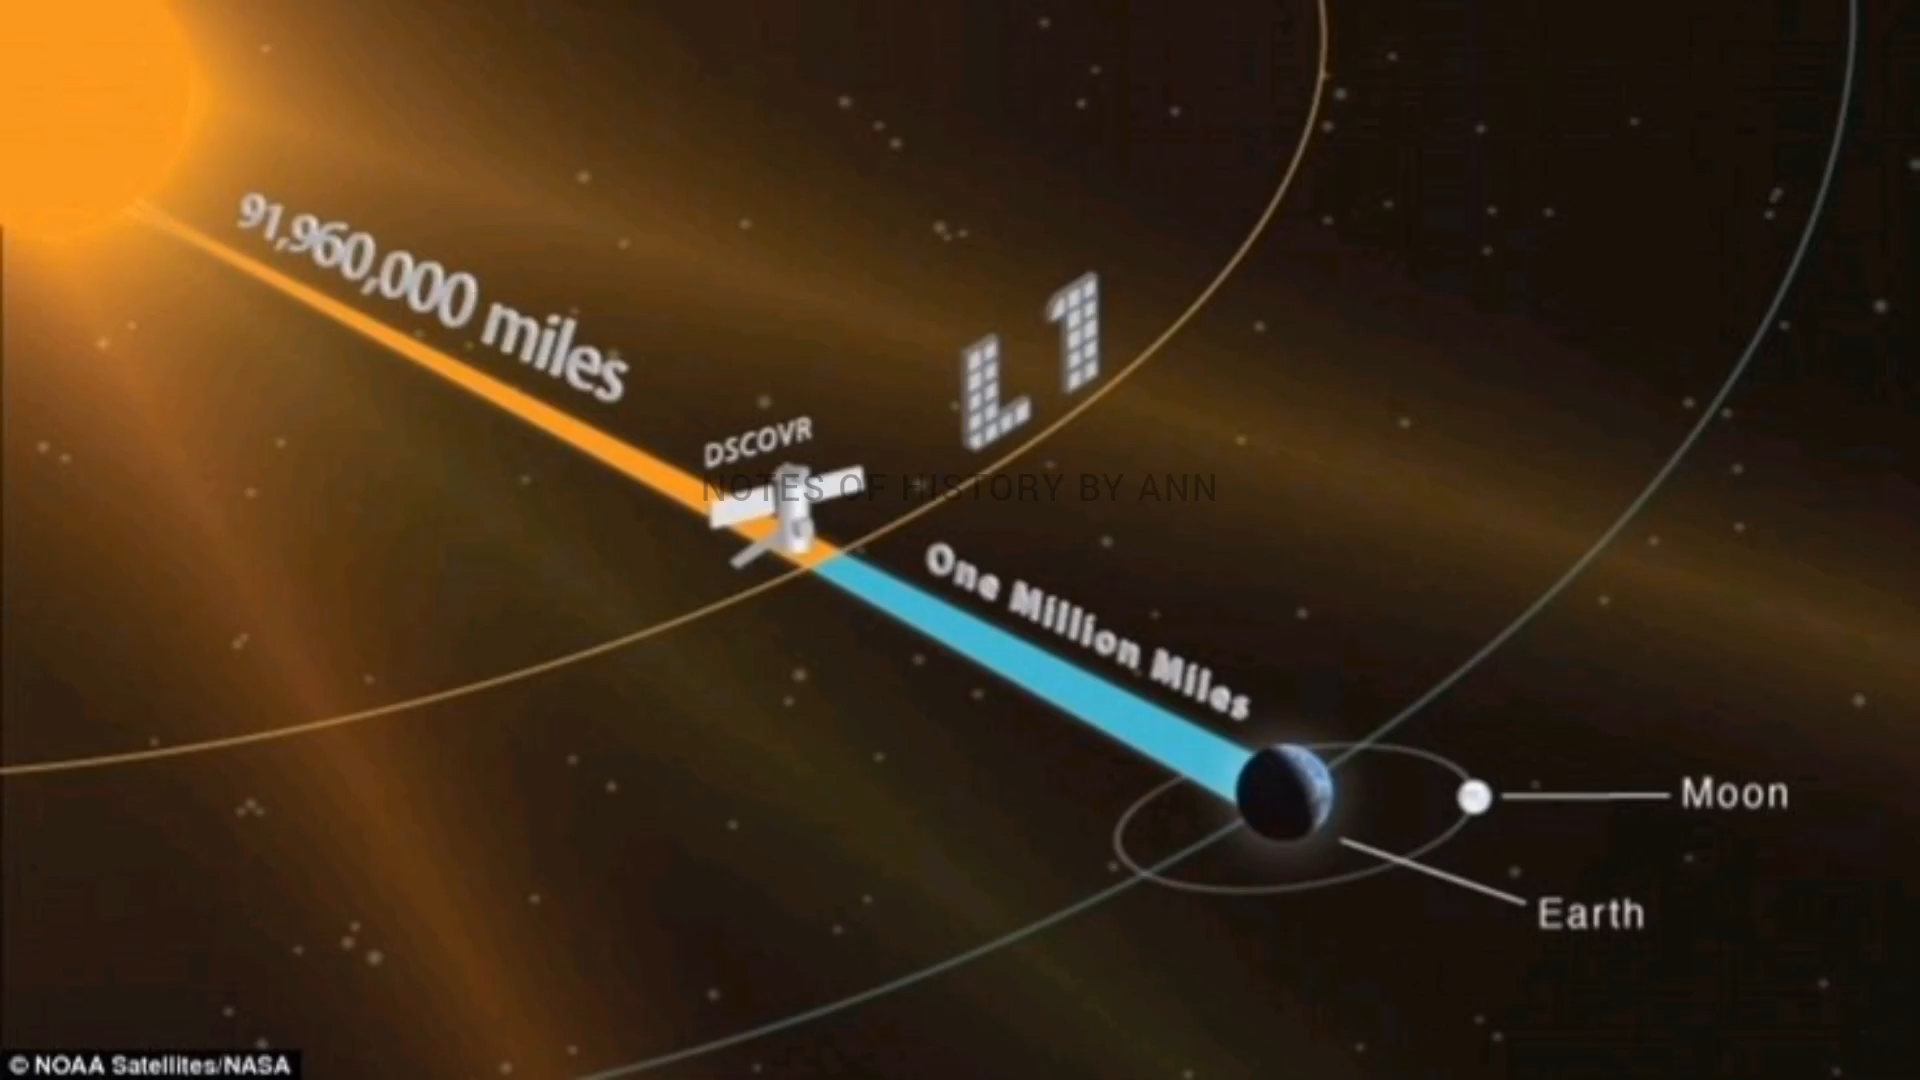 91,960,000 miles
L1
DSCOVR
NOTES OF HISTORY BY ANN
One Million Miles
Moon
Earth
© NOAA Satellites/NASA